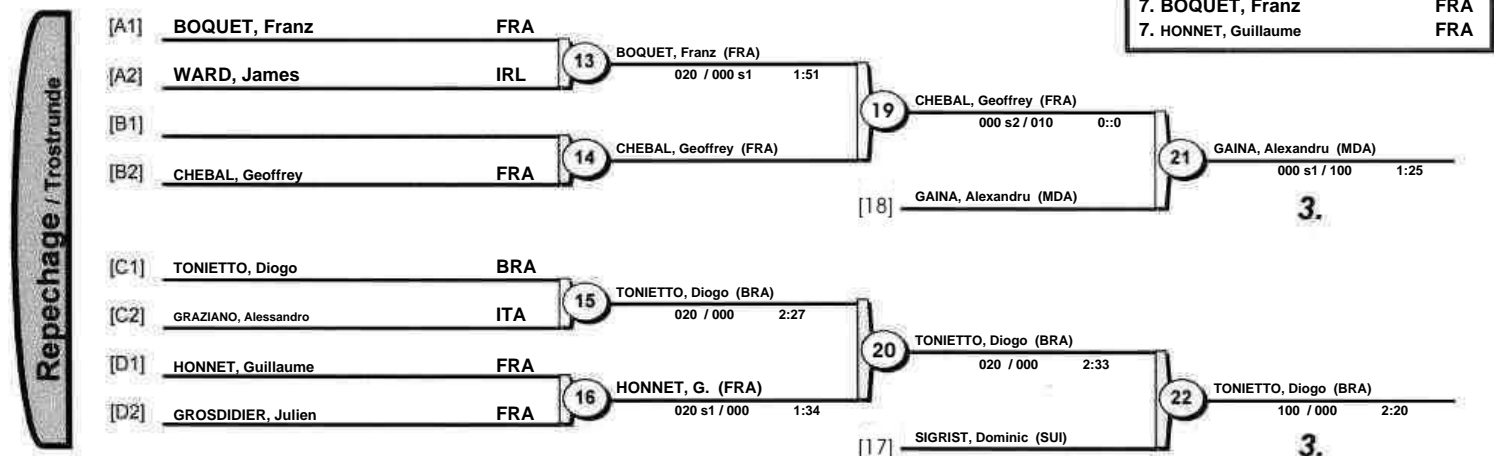 7. BOQUET, Franz FRA
7. HONNET, Guillaume FRA
Repechage / Trostrunde
[A1] BOQUET, Franz FRA
13 BOQUET, Franz (FRA)
020 / 000 s1 1:51
[A2] WARD, James IRL
19 CHEBAL, Geoffrey (FRA)
000 s2 / 010 0::0
[B1]
14 CHEBAL, Geoffrey (FRA)
[B2] CHEBAL, Geoffrey FRA
21 GAINA, Alexandru (MDA)
000 s1 / 100 1:25
[18] GAINA, Alexandru (MDA)
3.
[C1] TONIETTO, Diogo BRA
15 TONIETTO, Diogo (BRA)
020 / 000 2:27
[C2] GRAZIANO, Alessandro ITA
20 TONIETTO, Diogo (BRA)
020 / 000 2:33
[D1] HONNET, Guillaume FRA
16 HONNET, G. (FRA)
020 s1 / 000 1:34
[D2] GROSDIDIER, Julien FRA
22 TONIETTO, Diogo (BRA)
100 / 000 2:20
[17] SIGRIST, Dominic (SUI)
3.